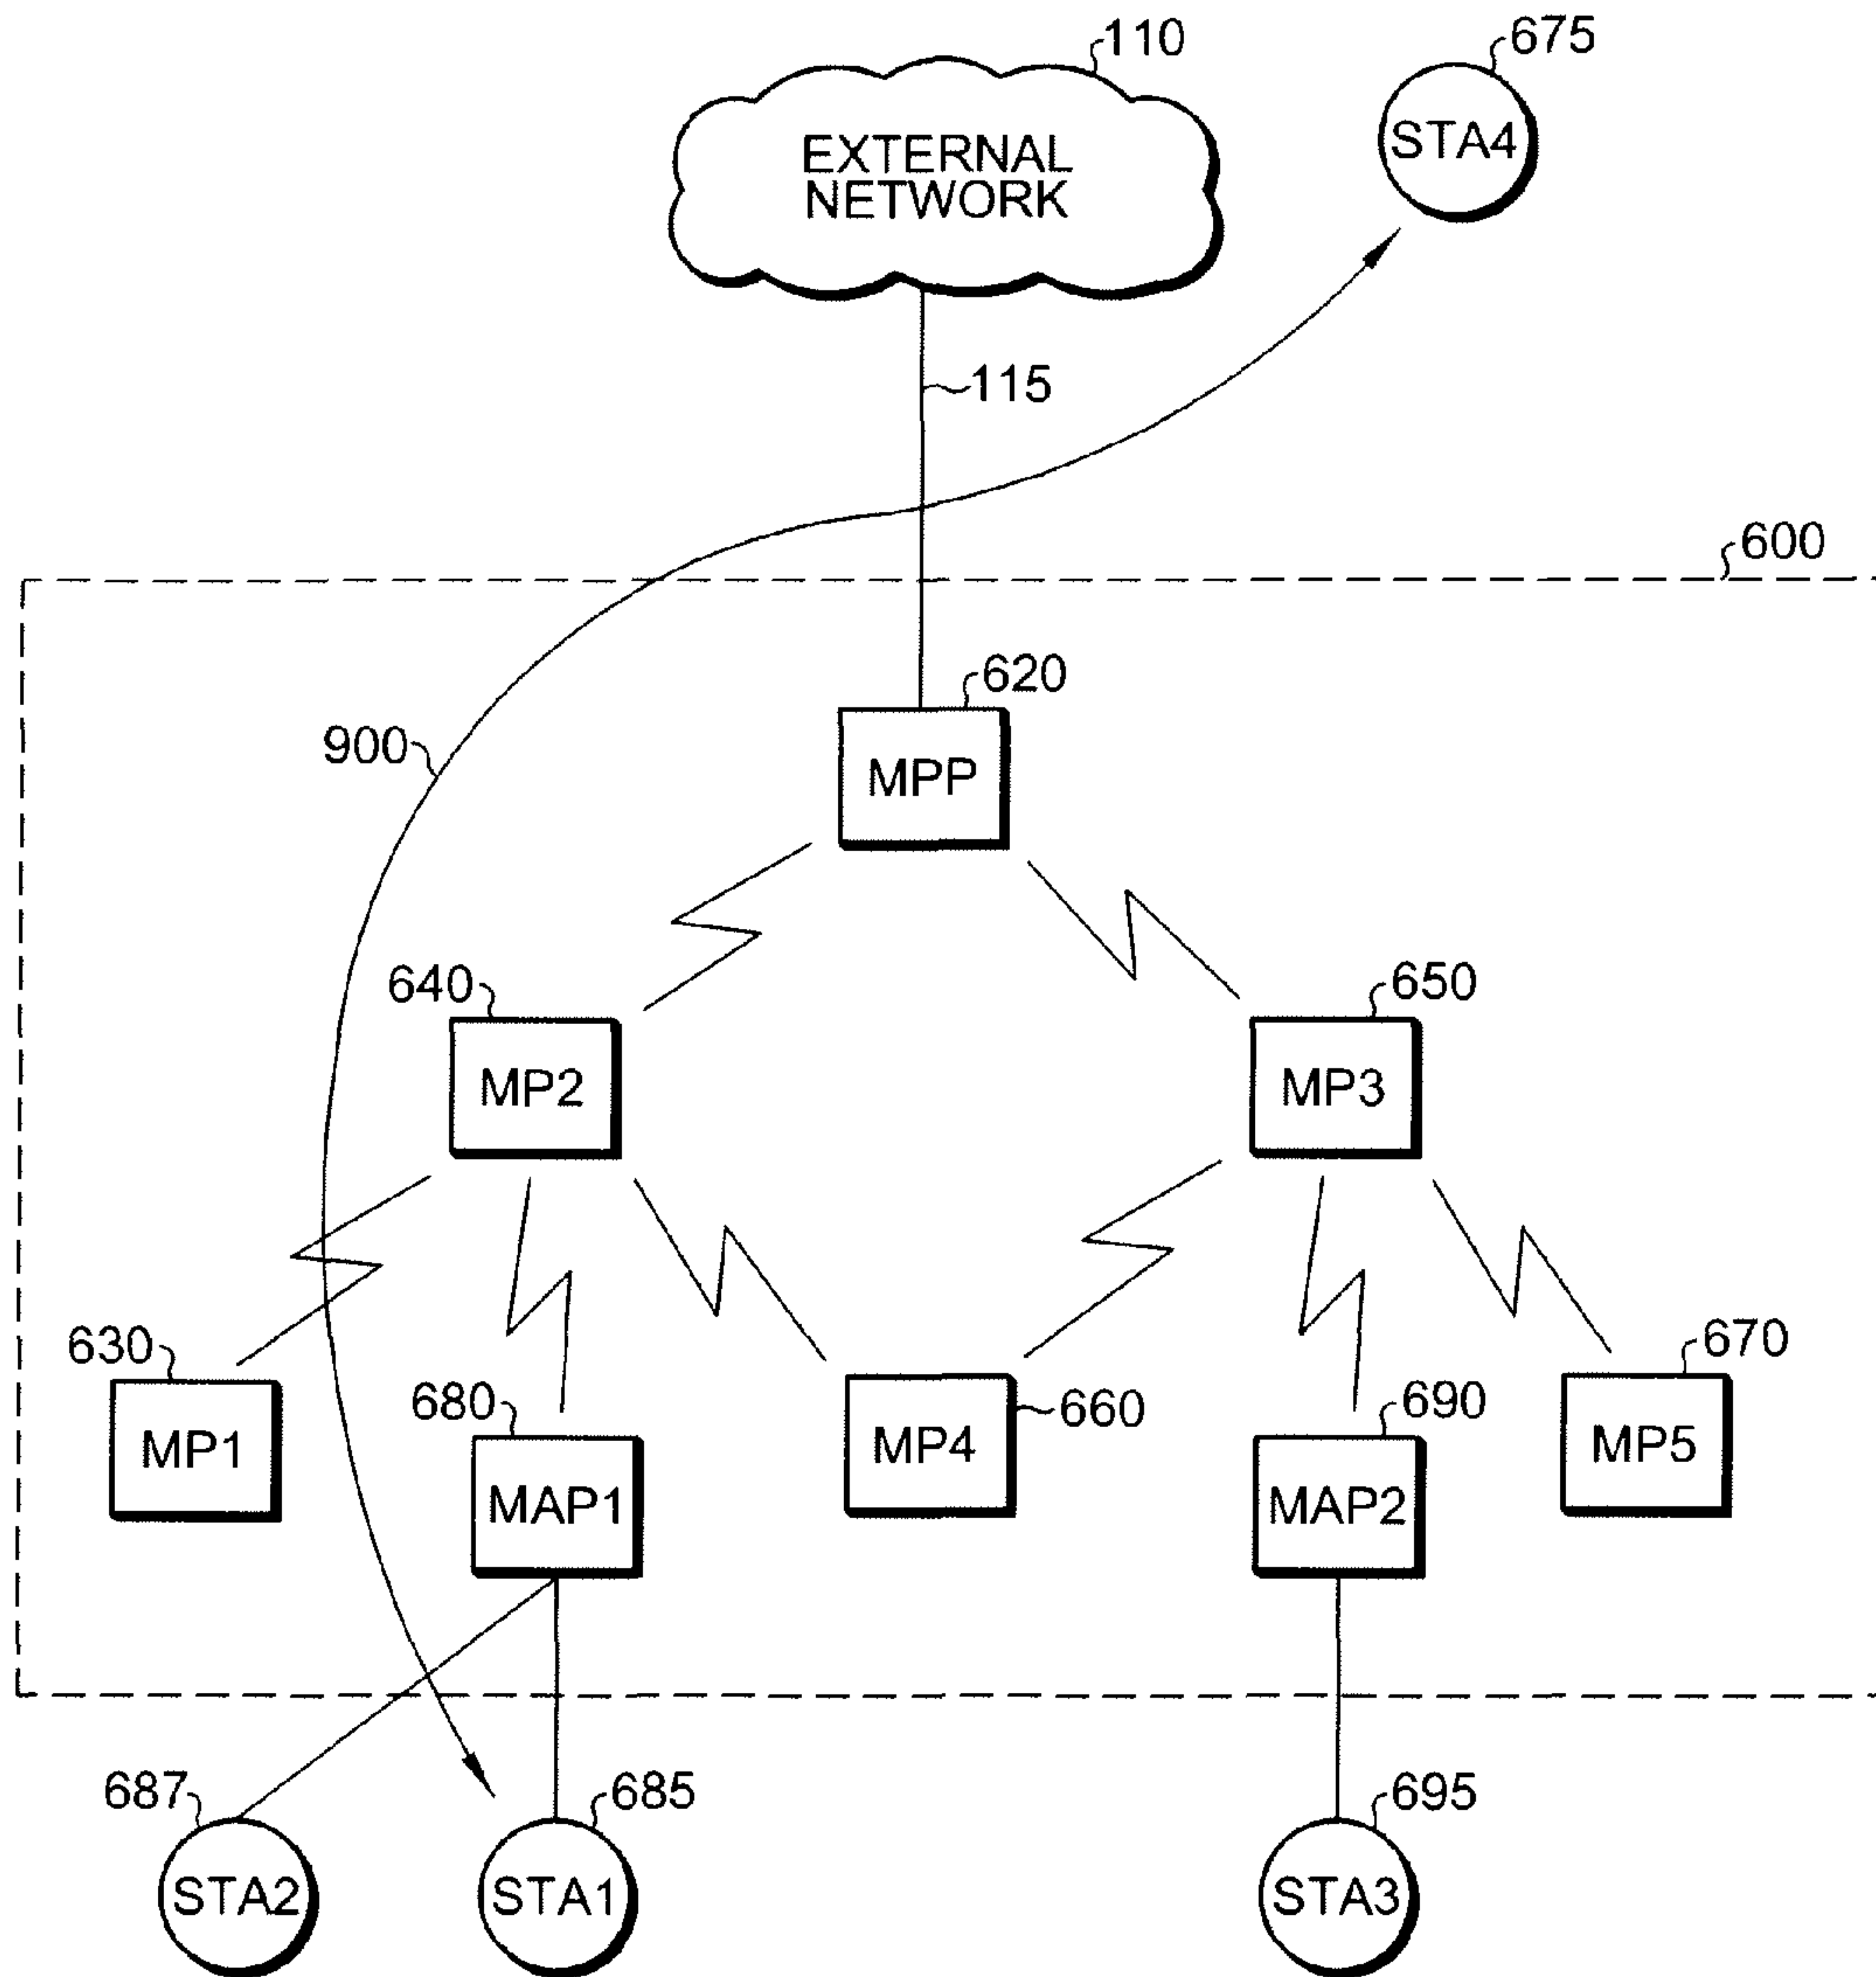 110
675
EXTERNAL
NETWORK
STA4
115
600
620
900
MPP
640
650
MP2
MP3
630
670
680
690
660
MP1
MP4
MP5
MAP1
MAP2
687
685
695
STA2
STA1
STA3